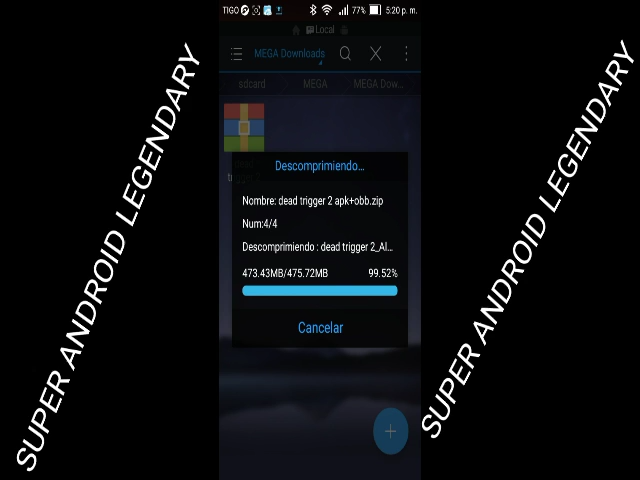 TIGO 77% 5:20 p. m.
Local
MEGA Downloads
sdcard MEGA MEGA Dow...
Descomprimiendo...
Nombre: dead trigger 2 apk+obb.zip
Num:4/4
Descomprimiendo : dead trigger 2_Al...
473.43MB/475.72MB 99.52%
Cancelar
SUPER ANDROID LEGENDARY
SUPER ANDROID LEGENDARY